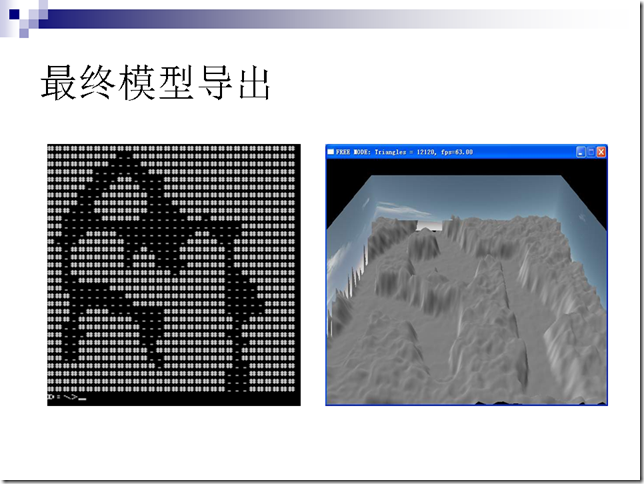 最终模型导出
FREE MODE: Triangles = 12120, fps=63.00
D:\>_